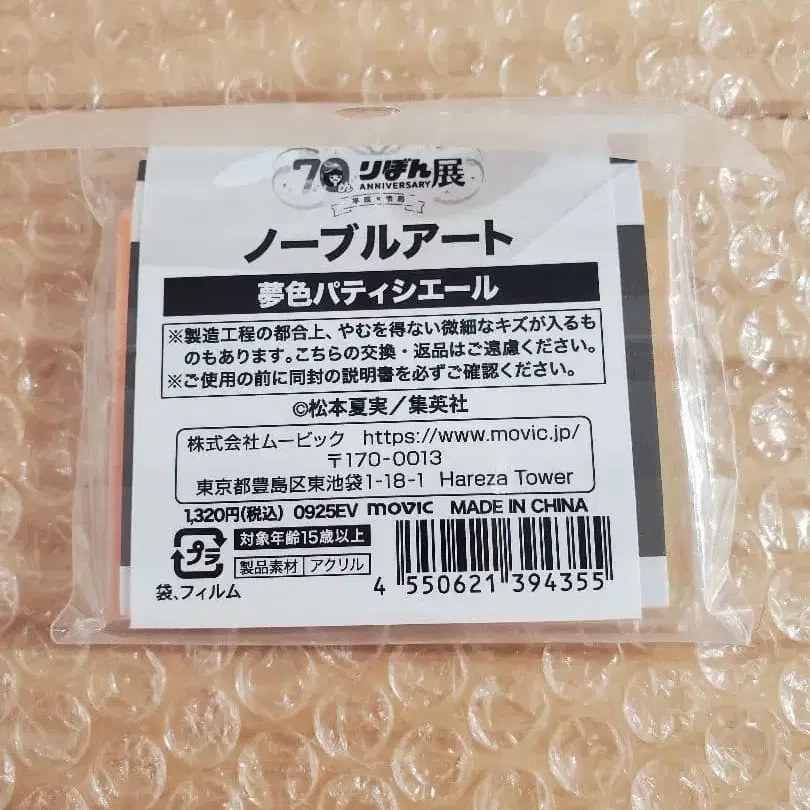 70th りぼん展
ANNIVERSARY
平成×令和
ノーブルアート
夢色パティシエール
※製造工程の都合上、やむを得ない微細なキズが入るも
のもあります。こちらの交換・返品はご遠慮ください。
※ご使用の前に同封の説明書を必ずご確認ください。
©松本夏実／集英社
株式会社ムービック https://www.movic.jp/
〒170-0013
東京都豊島区東池袋1-18-1 Hareza Tower
1,320円(税込) 0925EV movic MADE IN CHINA
プラ
対象年齢15歳以上
製品素材 アクリル
袋、フィルム
4 550621 394355